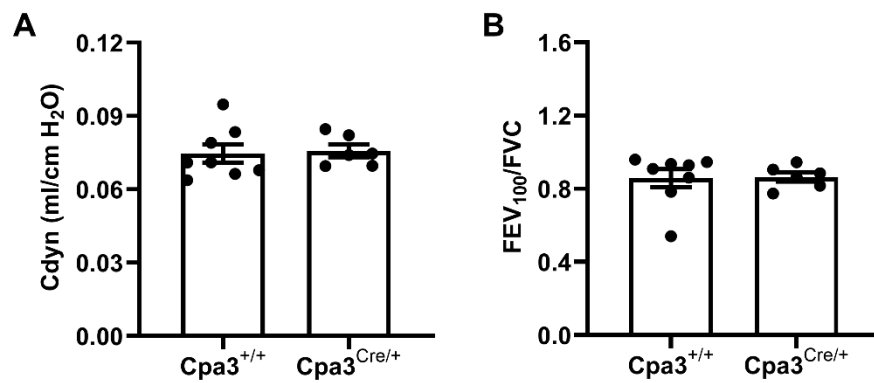 A
Cdyn (ml/cm H₂O)
0.12
0.09
0.06
0.03
0.00
Cpa3⁺/⁺ Cpa3ᶜʳᵉ/⁺
B
FEV₁₀₀/FVC
1.6
1.2
0.8
0.4
0.0
Cpa3⁺/⁺ Cpa3ᶜʳᵉ/⁺